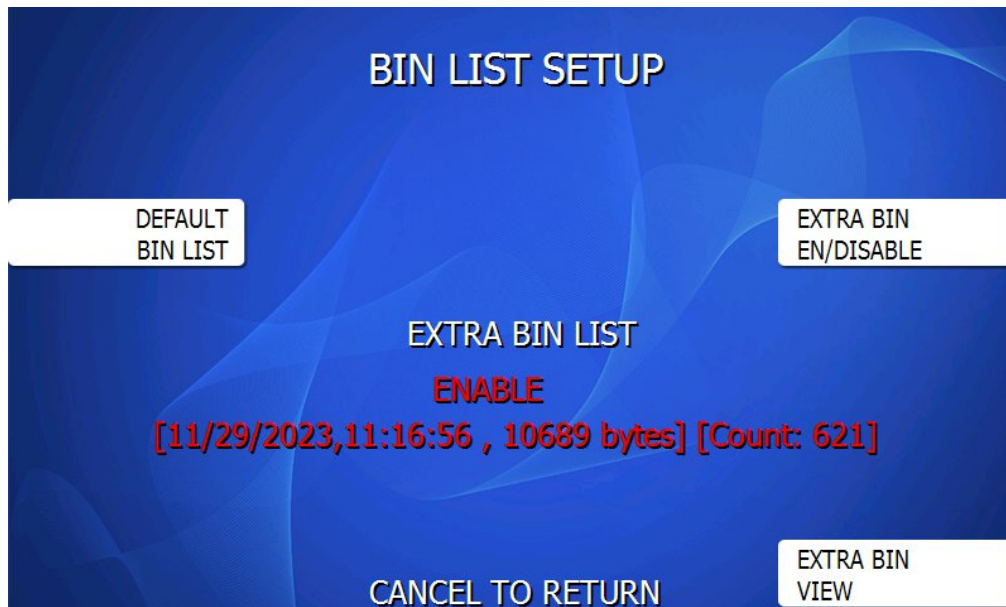 BIN LIST SETUP
DEFAULT
BIN LIST
EXTRA BIN
EN/DISABLE
EXTRA BIN LIST
ENABLE
[11/29/2023,11:16:56 , 10689 bytes] [Count: 621]
EXTRA BIN
VIEW
CANCEL TO RETURN